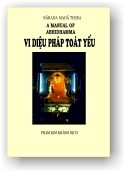 NĀRADA MAHĀ THERA
A MANUAL OF
ABHIDHAMMA
VI DIỆU PHÁP TOÁT YẾU
PHẠM KIM KHÁNH DỊCH